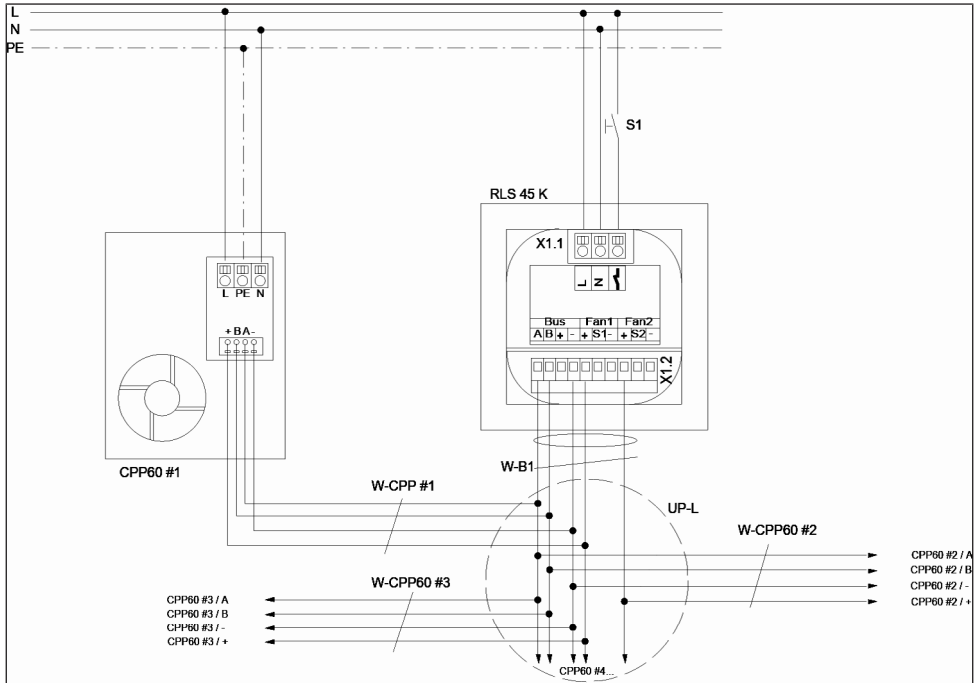 L
N
PE
S1
RLS 45 K
X1.1
L N
L PE N
Bus Fan1 Fan2
A B + - + S1 - + S2 -
+ B A -
X1.2
CPP60 #1
W-B1
W-CPP #1
UP-L
W-CPP60 #2
CPP60 #2 / A
CPP60 #2 / B
CPP60 #2 / -
CPP60 #2 / +
W-CPP60 #3
CPP60 #3 / A
CPP60 #3 / B
CPP60 #3 / -
CPP60 #3 / +
CPP60 #4...